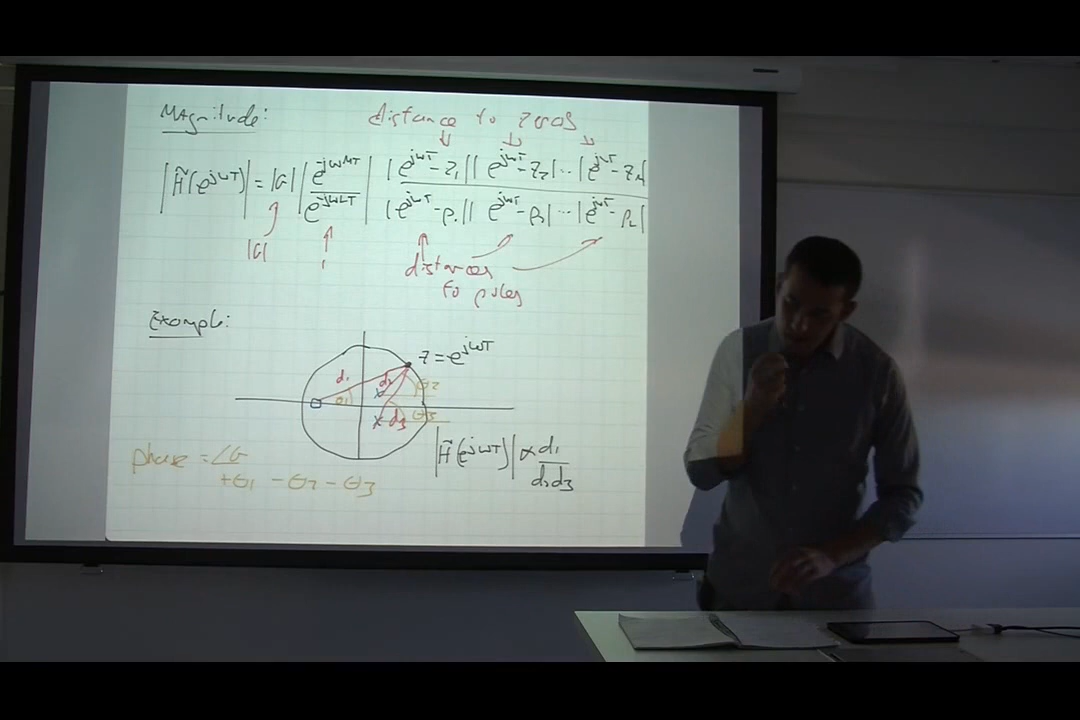 Magnitude:
distance to zeros
|H̃(e^{jωT})| = |G| |e^{-jωMT} / e^{-jωLT}| |e^{jωT} - z₁| |e^{jωT} - z₂| ... |e^{jωT} - z_M| / |e^{jωT} - p₁| |e^{jωT} - p₂| ... |e^{jωT} - p_L|
|G|
1
distances
to poles
Example:
z = e^{jωT}
d₁
d₂
θ₂
θ₁
d₃
θ₃
|H̃(e^{jωT})| ∝ d₁ / d₂d₃
phase = ∠G
+θ₁ - θ₂ - θ₃